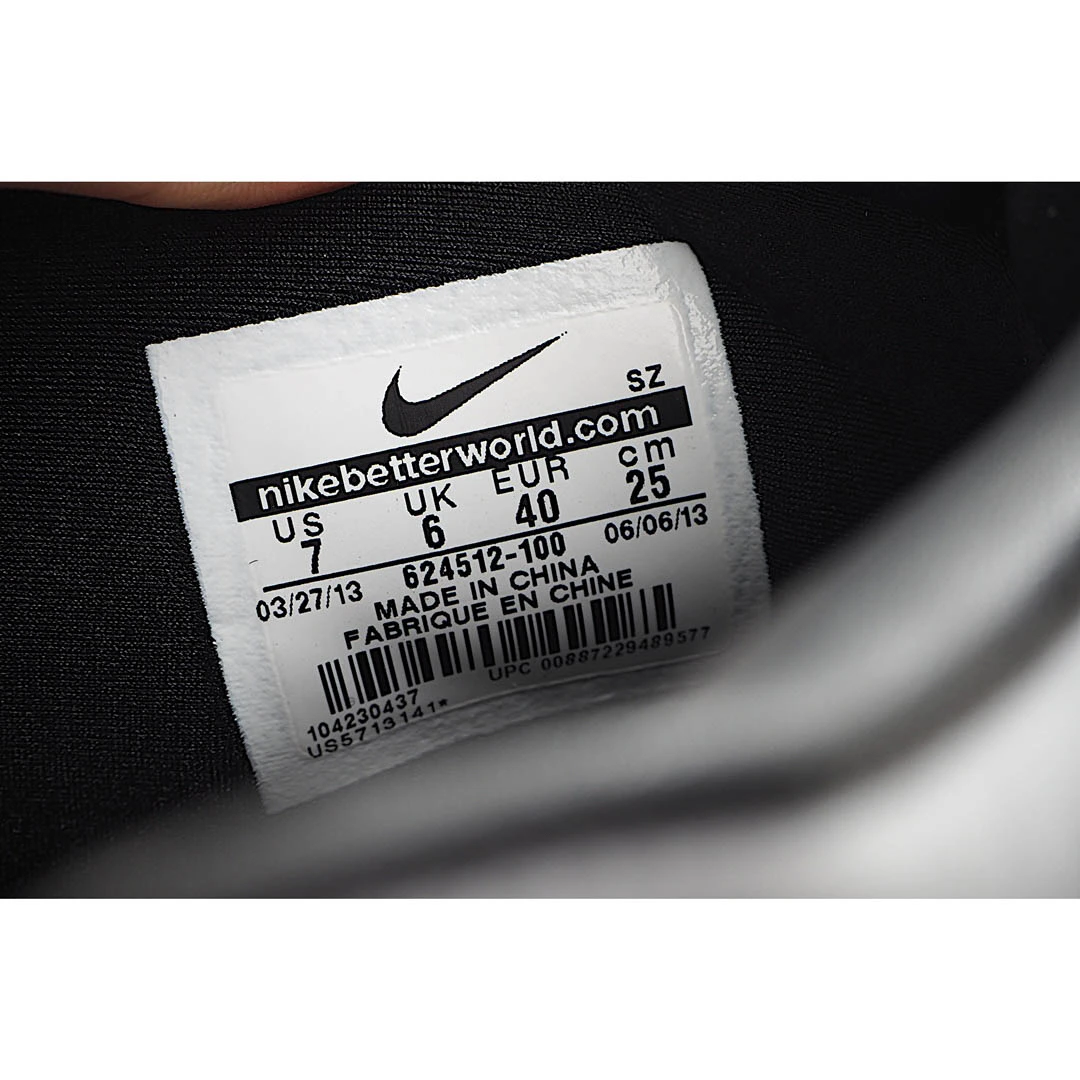 SZ
nikebetterworld.com
US UK EUR cm
7 6 40 25
03/27/13 624512-100 06/06/13
MADE IN CHINA
FABRIQUE EN CHINE
104230437 UPC 00887229489577
US5713141*